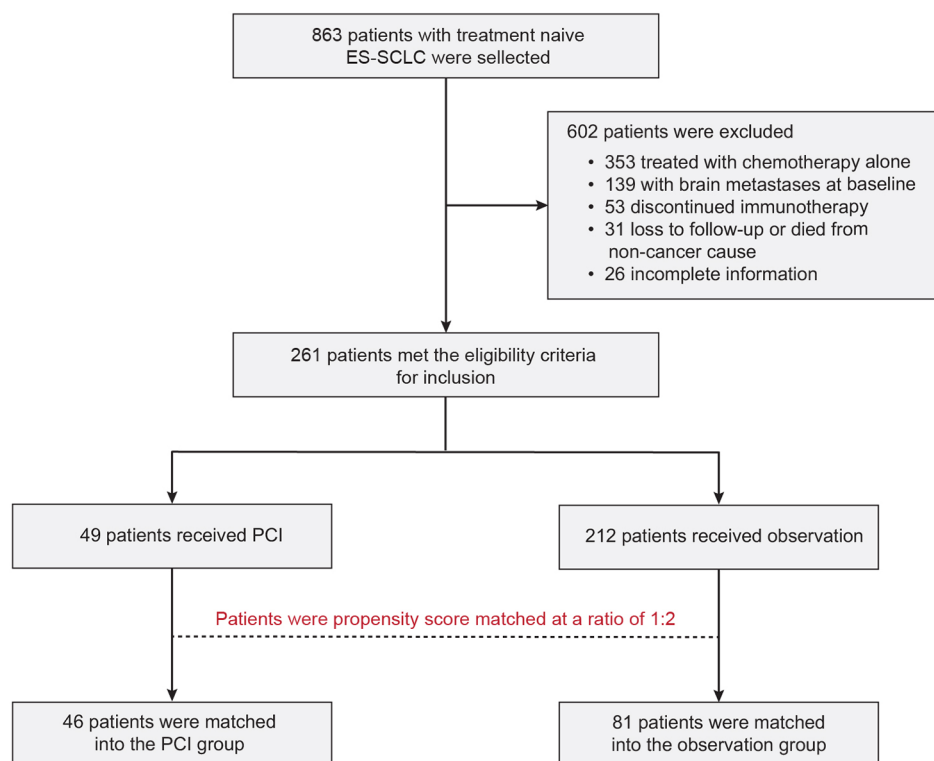 863 patients with treatment naive
ES-SCLC were sellected
602 patients were excluded
• 353 treated with chemotherapy alone
• 139 with brain metastases at baseline
• 53 discontinued immunotherapy
• 31 loss to follow-up or died from
non-cancer cause
• 26 incomplete information
261 patients met the eligibility criteria
for inclusion
49 patients received PCI
212 patients received observation
Patients were propensity score matched at a ratio of 1:2
46 patients were matched
into the PCI group
81 patients were matched
into the observation group